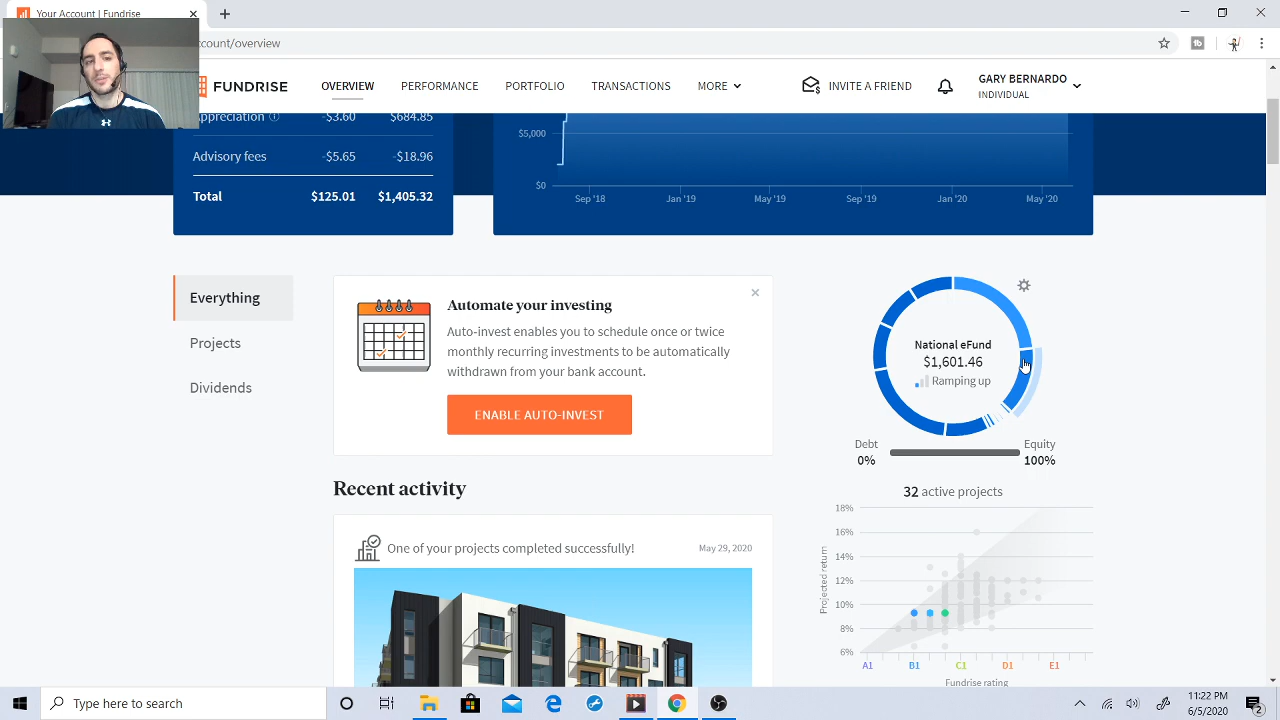 Your Account | Fundrise
ccount/overview
FUNDRISE
OVERVIEW
PERFORMANCE
PORTFOLIO
TRANSACTIONS
MORE
INVITE A FRIEND
GARY BERNARDO
INDIVIDUAL
Appreciation -$3.60 $684.85
Advisory fees -$5.65 -$18.96
Total $125.01 $1,405.32
$5,000
$0
Sep '18 Jan '19 May '19 Sep '19 Jan '20 May '20
Everything
Projects
Dividends
Automate your investing
Auto-invest enables you to schedule once or twice
monthly recurring investments to be automatically
withdrawn from your bank account.
ENABLE AUTO-INVEST
Recent activity
One of your projects completed successfully! May 29, 2020
National eFund
$1,601.46
Ramping up
Debt Equity
0% 100%
32 active projects
18%
16%
14%
12%
10%
8%
6%
Projected return
A1 B1 C1 D1 E1
Fundrise rating
Type here to search
11:22 PM
6/5/2020
2